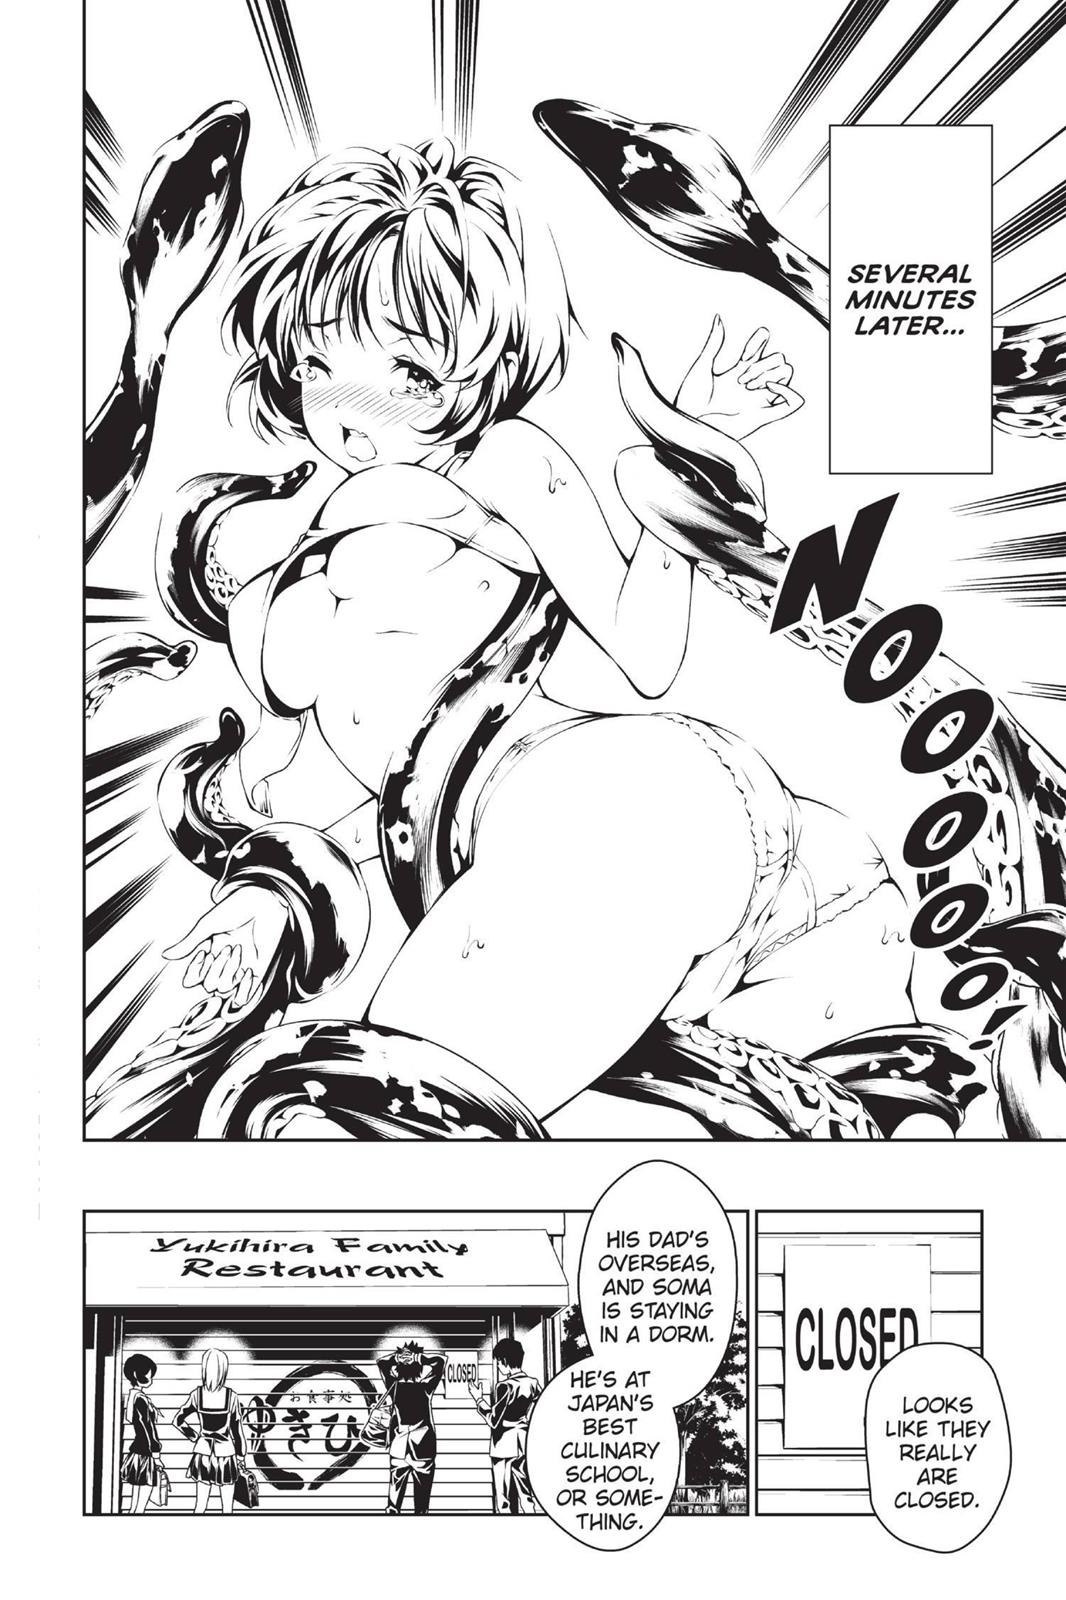 SEVERAL
MINUTES
LATER...
NOOOOOO!
Yukihira Family
Restaurant
CLOSED
お食事処
ゆきひら
HIS DAD'S
OVERSEAS,
AND SOMA
IS STAYING
IN A DORM.
HE'S AT
JAPAN'S
BEST
CULINARY
SCHOOL,
OR SOME-
THING.
CLOSED
LOOKS
LIKE THEY
REALLY
ARE
CLOSED.